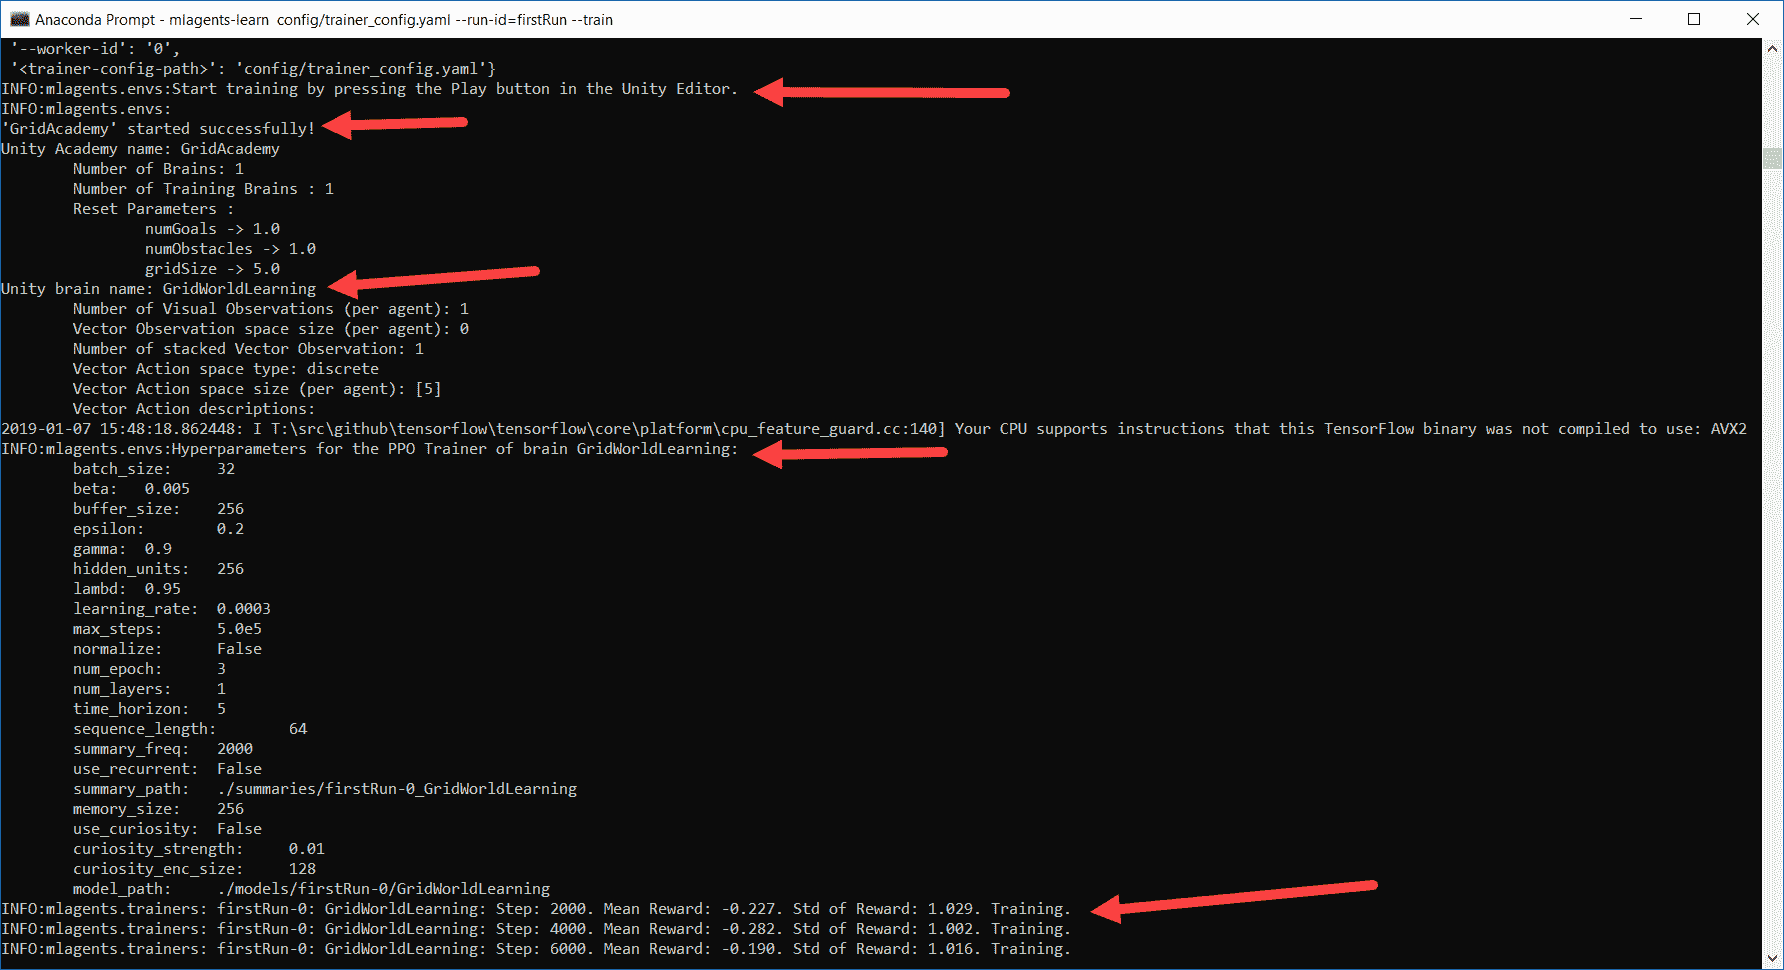 Anaconda Prompt - mlagents-learn  config/trainer_config.yaml --run-id=firstRun --train
'--worker-id': '0',
'<trainer-config-path>': 'config/trainer_config.yaml'}
INFO:mlagents.envs:Start training by pressing the Play button in the Unity Editor.
INFO:mlagents.envs:
'GridAcademy' started successfully!
Unity Academy name: GridAcademy
Number of Brains: 1
Number of Training Brains : 1
Reset Parameters :
numGoals -> 1.0
numObstacles -> 1.0
gridSize -> 5.0
Unity brain name: GridWorldLearning
Number of Visual Observations (per agent): 1
Vector Observation space size (per agent): 0
Number of stacked Vector Observation: 1
Vector Action space type: discrete
Vector Action space size (per agent): [5]
Vector Action descriptions:
2019-01-07 15:48:18.862448: I T:\src\github\tensorflow\tensorflow\core\platform\cpu_feature_guard.cc:140] Your CPU supports instructions that this TensorFlow binary was not compiled to use: AVX2
INFO:mlagents.envs:Hyperparameters for the PPO Trainer of brain GridWorldLearning:
batch_size: 32
beta: 0.005
buffer_size: 256
epsilon: 0.2
gamma: 0.9
hidden_units: 256
lambd: 0.95
learning_rate: 0.0003
max_steps: 5.0e5
normalize: False
num_epoch: 3
num_layers: 1
time_horizon: 5
sequence_length: 64
summary_freq: 2000
use_recurrent: False
summary_path: ./summaries/firstRun-0_GridWorldLearning
memory_size: 256
use_curiosity: False
curiosity_strength: 0.01
curiosity_enc_size: 128
model_path: ./models/firstRun-0/GridWorldLearning
INFO:mlagents.trainers: firstRun-0: GridWorldLearning: Step: 2000. Mean Reward: -0.227. Std of Reward: 1.029. Training.
INFO:mlagents.trainers: firstRun-0: GridWorldLearning: Step: 4000. Mean Reward: -0.282. Std of Reward: 1.002. Training.
INFO:mlagents.trainers: firstRun-0: GridWorldLearning: Step: 6000. Mean Reward: -0.190. Std of Reward: 1.016. Training.